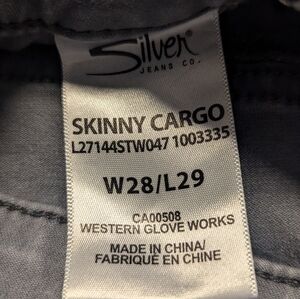 Silver
JEANS CO.
SKINNY CARGO
L27144STW047 1003335
W28/L29
CA00508
WESTERN GLOVE WORKS
MADE IN CHINA/
FABRIQUÉ EN CHINE